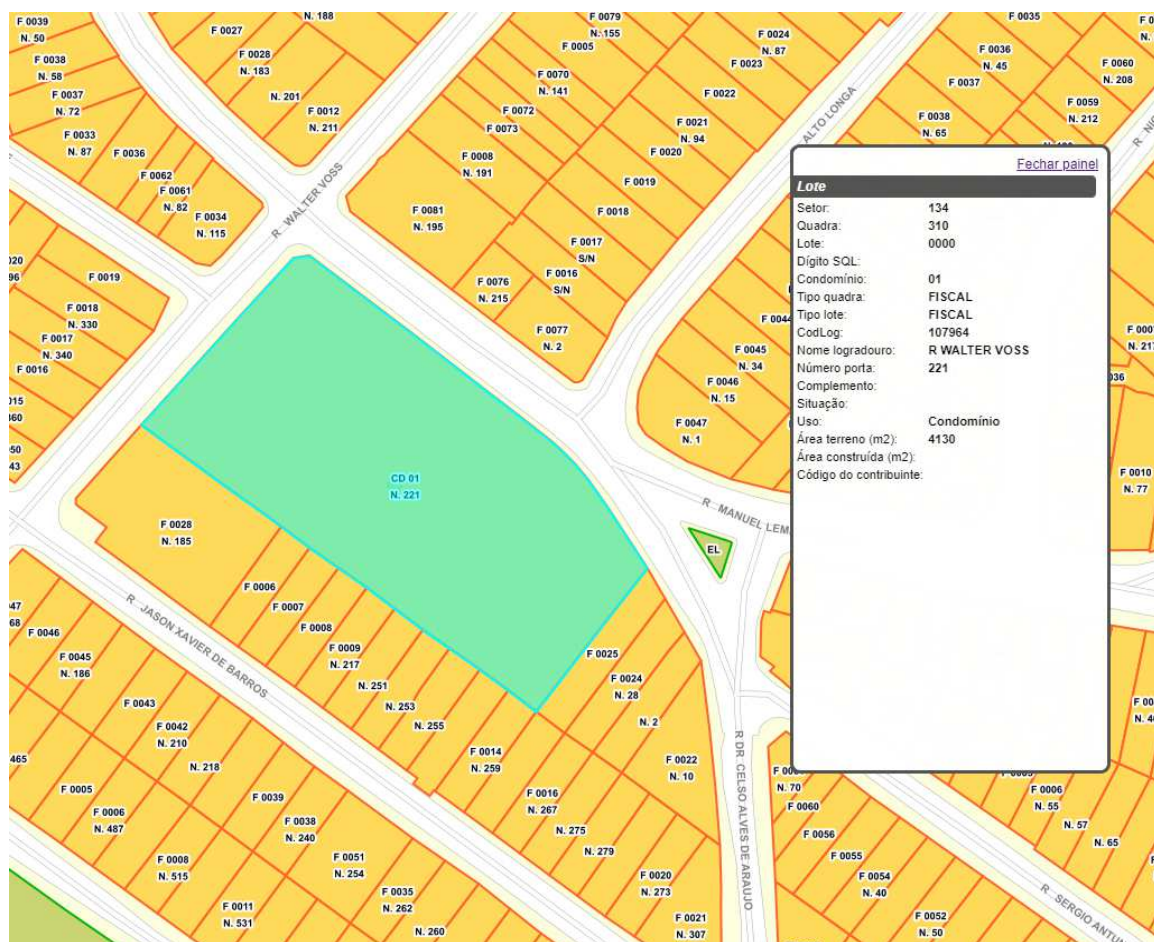 F 0039
N. 50
F 0038
N. 58
F 0037
N. 72
F 0033
N. 87
F 0036
F 0062
F 0061
N. 82
F 0034
N. 115
F 0027
N. 188
F 0028
N. 183
N. 201
F 0012
N. 211
R WALTER VOSS
F 0079
N. 155
F 0005
F 0070
N. 141
F 0072
F 0073
F 0008
N. 191
F 0081
N. 195
F 0076
N. 215
F 0077
N. 2
F 0016
S/N
F 0017
S/N
F 0018
F 0019
F 0020
F 0021
N. 94
F 0022
F 0023
F 0024
N. 87
ALTO LONGA
F 0035
F 0036
N. 45
F 0037
F 0038
N. 65
F 0060
N. 208
F 0059
N. 212
F 0019
F 0018
N. 330
F 0017
N. 340
F 0016
F 0045
N. 34
F 0046
N. 15
F 0047
N. 1
R MANUEL LEM
EL
CD 01
N. 221
F 0028
N. 185
F 0006
F 0007
F 0008
F 0009
N. 217
N. 251
N. 253
N. 255
F 0014
N. 259
F 0016
N. 267
N. 275
N. 279
F 0020
N. 273
F 0021
N. 307
F 0025
F 0024
N. 28
N. 2
F 0022
N. 10
R JASON XAVIER DE BARROS
R DR CELSO ALVES DE ARAUJO
F 0046
F 0045
N. 186
F 0043
F 0042
N. 210
N. 218
F 0039
F 0038
N. 240
F 0051
N. 254
F 0035
N. 262
N. 260
F 0005
F 0006
N. 487
F 0008
N. 515
F 0011
N. 531
N. 70
F 0060
F 0056
F 0055
F 0054
N. 40
F 0052
N. 50
F 0006
N. 55
N. 57
N. 65
F 0010
N. 77
R SERGIO ANTU
Fechar painel
Lote
Setor: 134
Quadra: 310
Lote: 0000
Dígito SQL:
Condomínio: 01
Tipo quadra: FISCAL
Tipo lote: FISCAL
CodLog: 107964
Nome logradouro: R WALTER VOSS
Número porta: 221
Complemento:
Situação:
Uso: Condomínio
Área terreno (m2): 4130
Área construída (m2):
Código do contribuinte: